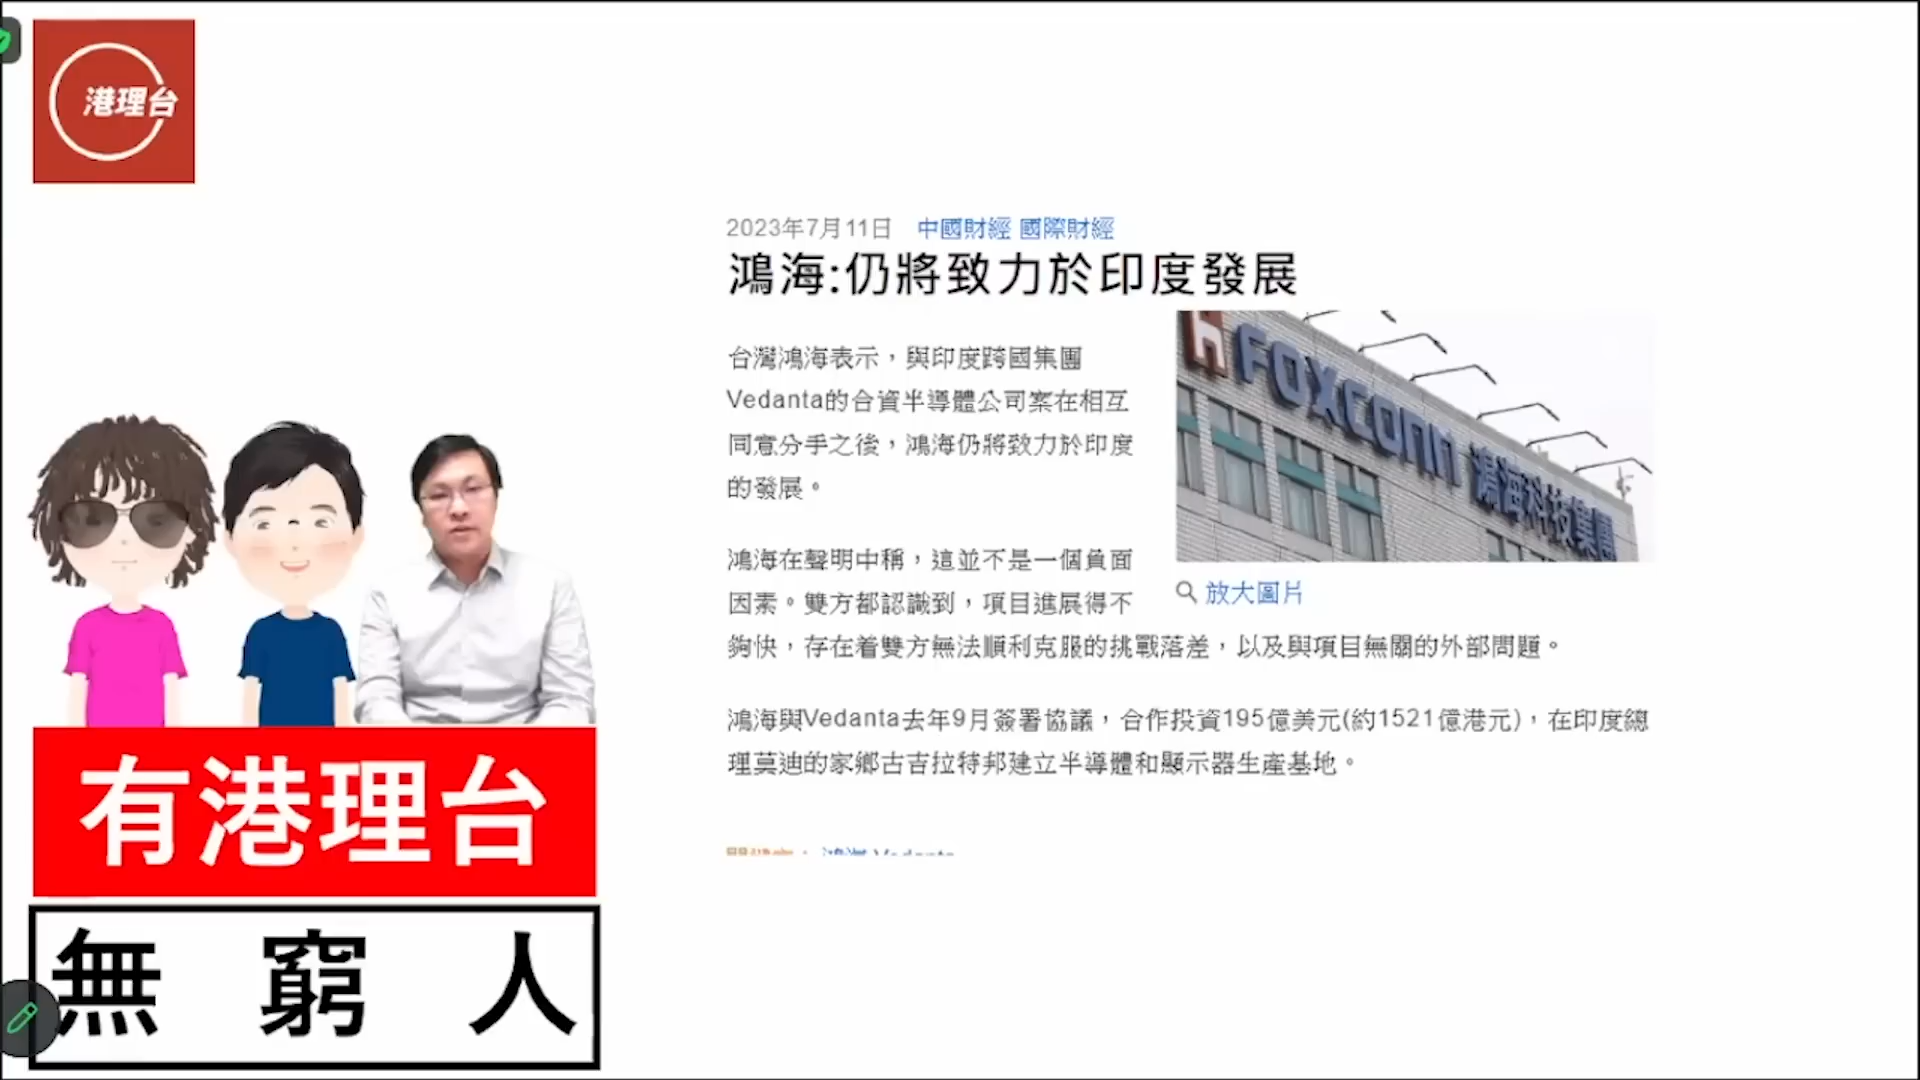 港理台
2023年7月11日 中國財經 國際財經
鴻海:仍將致力於印度發展
台灣鴻海表示，與印度跨國集團
Vedanta的合資半導體公司案在相互
同意分手之後，鴻海仍將致力於印度
的發展。
FOXCONN 鴻海科技集團
放大圖片
鴻海在聲明中稱，這並不是一個負面
因素。雙方都認識到，項目進展得不
夠快，存在着雙方無法順利克服的挑戰落差，以及與項目無關的外部問題。
鴻海與Vedanta去年9月簽署協議，合作投資195億美元(約1521億港元)，在印度總
理莫迪的家鄉古吉拉特邦建立半導體和顯示器生產基地。
有港理台
無窮人